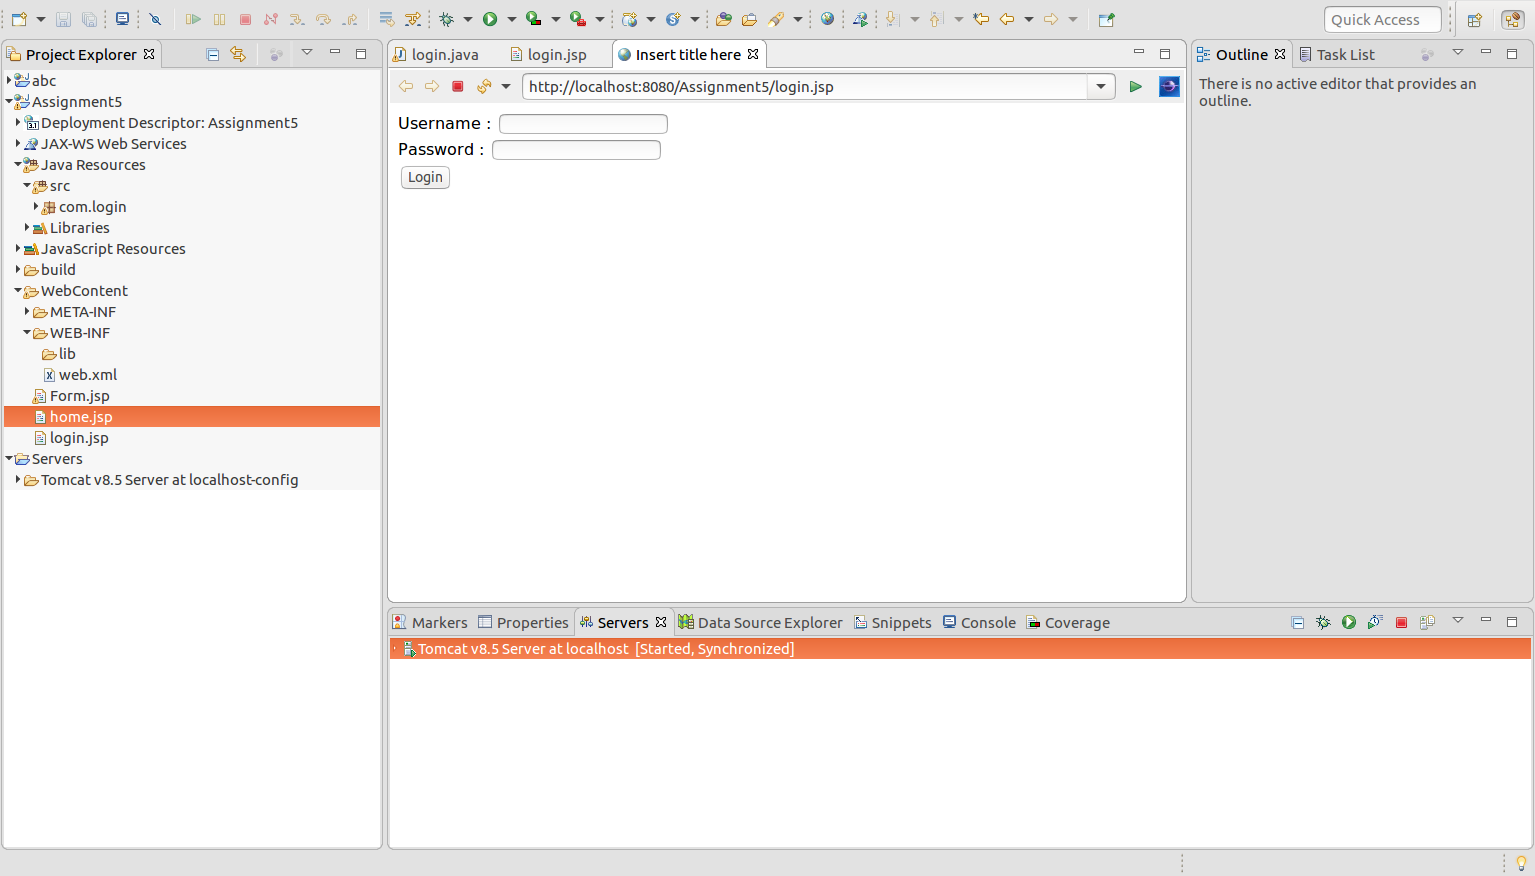 Quick Access
Project Explorer
abc
Assignment5
Deployment Descriptor: Assignment5
JAX-WS Web Services
Java Resources
src
com.login
Libraries
JavaScript Resources
build
WebContent
META-INF
WEB-INF
lib
web.xml
Form.jsp
home.jsp
login.jsp
Servers
Tomcat v8.5 Server at localhost-config
login.java login.jsp Insert title here
http://localhost:8080/Assignment5/login.jsp
Username :
Password :
Login
Outline Task List
There is no active editor that provides an
outline.
Markers Properties Servers Data Source Explorer Snippets Console Coverage
Tomcat v8.5 Server at localhost [Started, Synchronized]